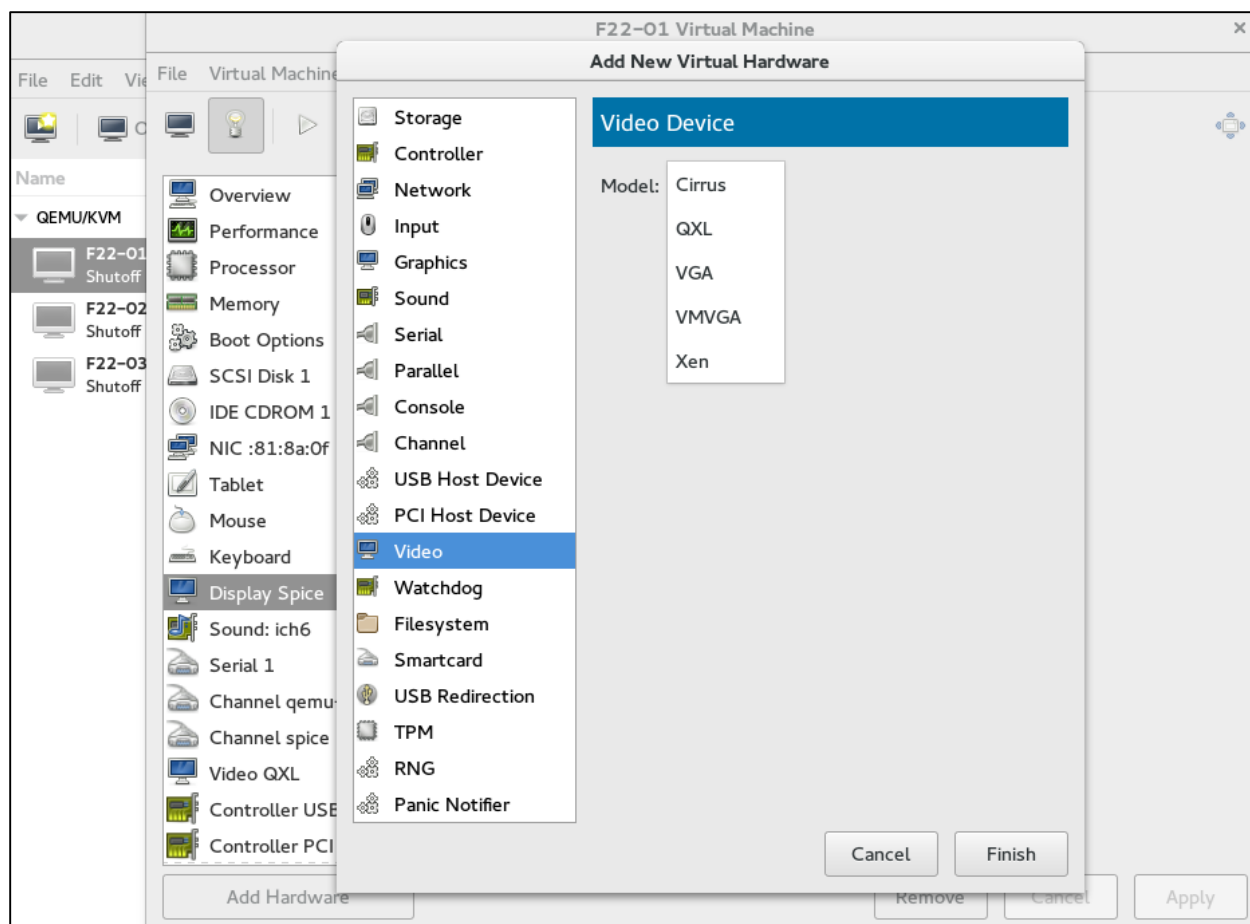 F22-01 Virtual Machine
Add New Virtual Hardware
File Edit
File Virtual Machine
Name
QEMU/KVM
F22-01
Shutoff
F22-02
Shutoff
F22-03
Shutoff
Overview
Performance
Processor
Memory
Boot Options
SCSI Disk 1
IDE CDROM 1
NIC :81:8a:0f
Tablet
Mouse
Keyboard
Display Spice
Sound: ich6
Serial 1
Channel qemu-
Channel spice
Video QXL
Controller USB
Controller PCI
Add Hardware
Storage
Controller
Network
Input
Graphics
Sound
Serial
Parallel
Console
Channel
USB Host Device
PCI Host Device
Video
Watchdog
Filesystem
Smartcard
USB Redirection
TPM
RNG
Panic Notifier
Video Device
Model: Cirrus
QXL
VGA
VMVGA
Xen
Cancel Finish
Remove Cancel Apply